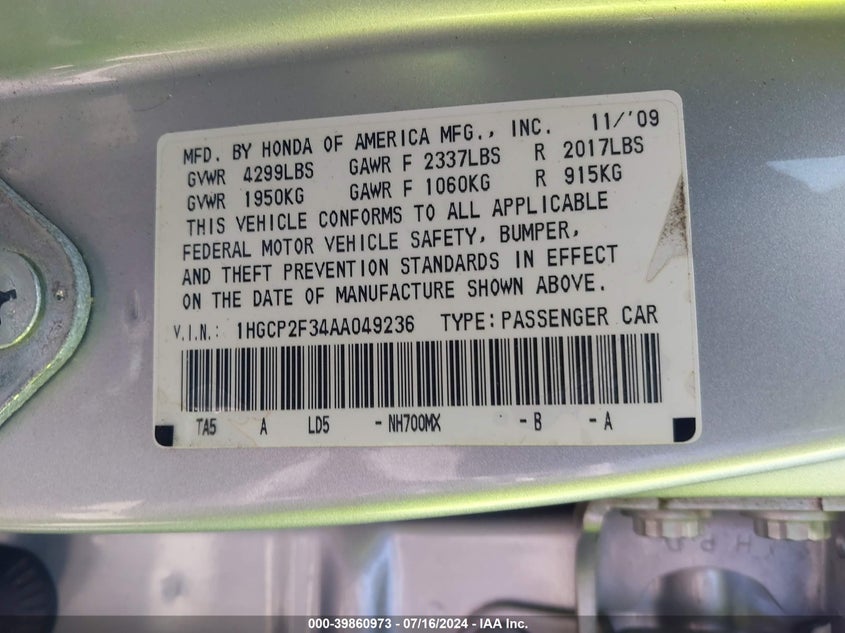 MFD. BY HONDA OF AMERICA MFG., INC. 11/'09
GVWR 4299LBS GAWR F 2337LBS R 2017LBS
GVWR 1950KG GAWR F 1060KG R 915KG
THIS VEHICLE CONFORMS TO ALL APPLICABLE
FEDERAL MOTOR VEHICLE SAFETY, BUMPER,
AND THEFT PREVENTION STANDARDS IN EFFECT
ON THE DATE OF MANUFACTURE SHOWN ABOVE.
V.I.N.: 1HGCP2F34AA049236 TYPE: PASSENGER CAR
TA5 A LD5 - NH700MX - B - A
000-39860973 - 07/16/2024 - IAA Inc.